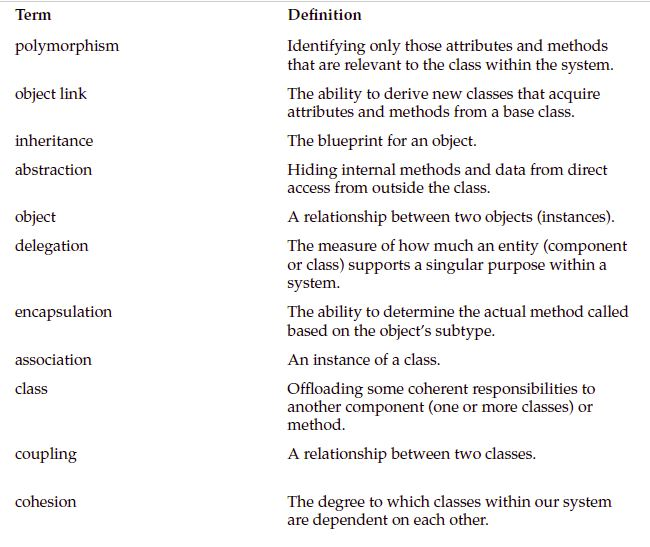 Term Definition
polymorphism Identifying only those attributes and methods
that are relevant to the class within the system.
object link The ability to derive new classes that acquire
attributes and methods from a base class.
inheritance The blueprint for an object.
abstraction Hiding internal methods and data from direct
access from outside the class.
object A relationship between two objects (instances).
delegation The measure of how much an entity (component
or class) supports a singular purpose within a
system.
encapsulation The ability to determine the actual method called
based on the object’s subtype.
association An instance of a class.
class Offloading some coherent responsibilities to
another component (one or more classes) or
method.
coupling A relationship between two classes.
cohesion The degree to which classes within our system
are dependent on each other.